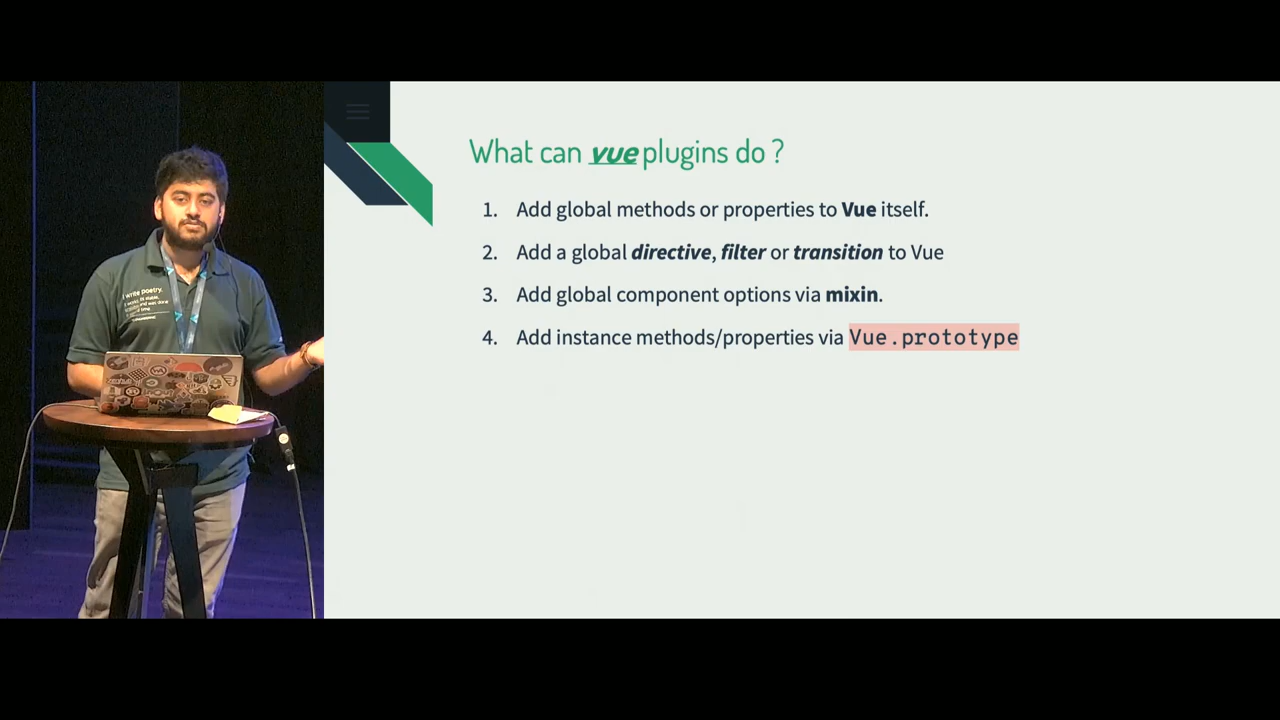 What can vue plugins do ?
1. Add global methods or properties to Vue itself.
2. Add a global directive, filter or transition to Vue
3. Add global component options via mixin.
4. Add instance methods/properties via Vue.prototype
I write poetry.